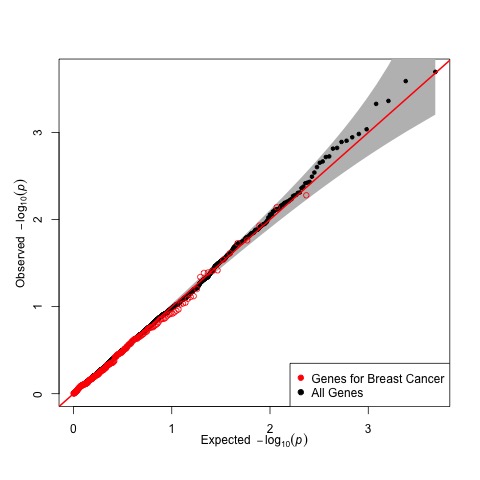 Observed −log10(p)
3
2
1
0
Genes for Breast Cancer
All Genes
0 1 2 3
Expected −log10(p)